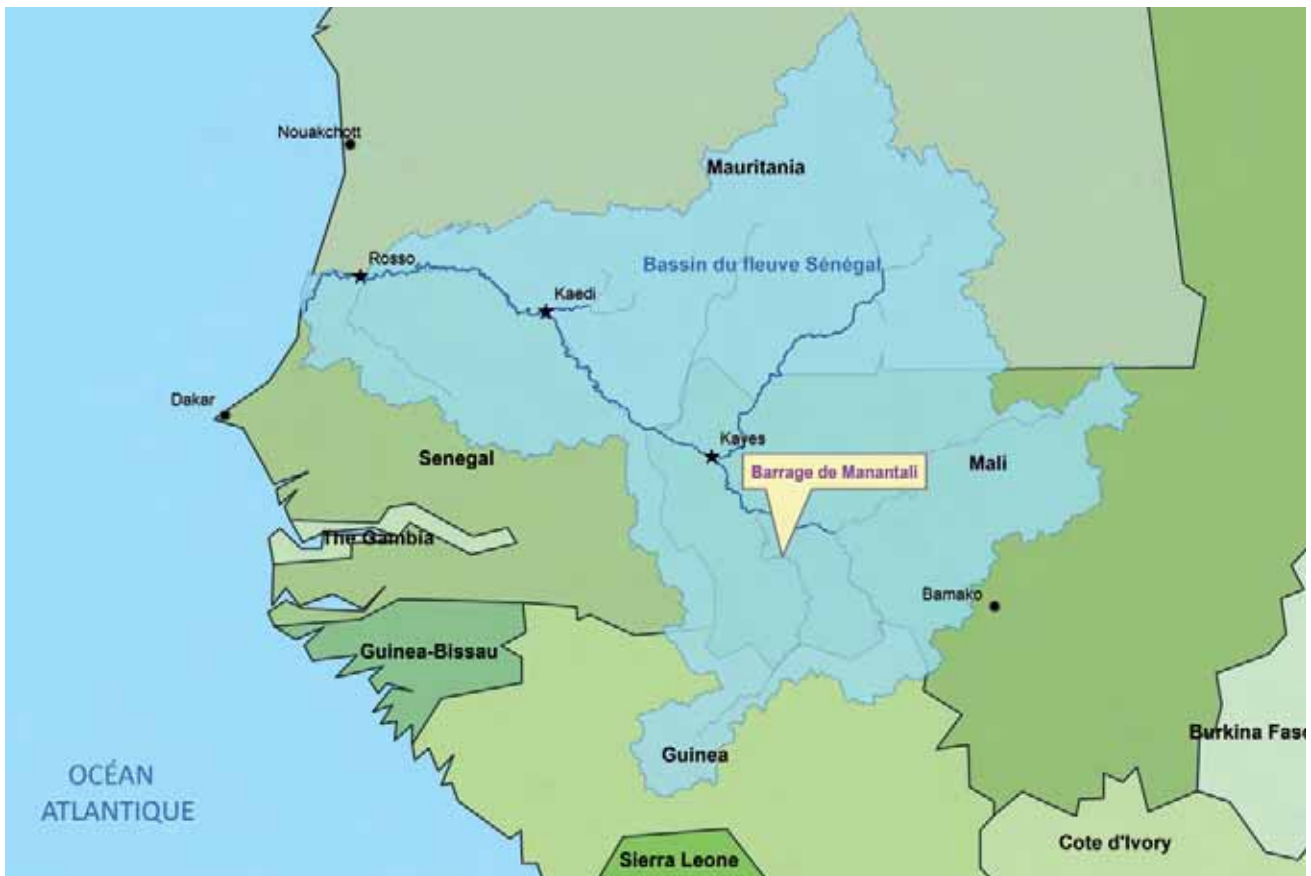 Nouakchott
Mauritania
Rosso
Bassin du fleuve Sénégal
Kaedi
Dakar
Kayes
Senegal
Barrage de Manantali
Mali
The Gambia
Bamako
Guinea-Bissau
Burkina Faso
Guinea
OCÉAN
ATLANTIQUE
Cote d'Ivory
Sierra Leone